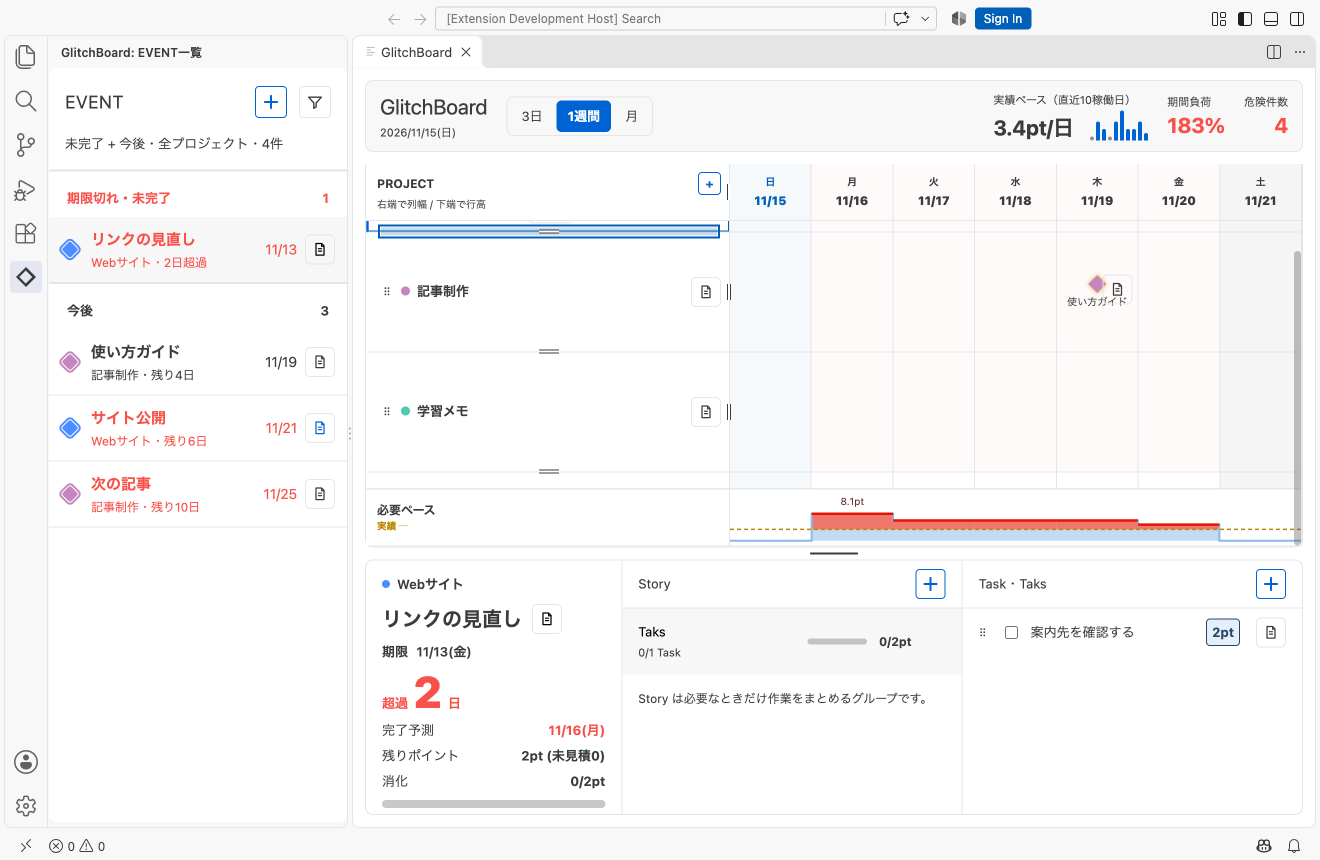 [Extension Development Host] Search
Sign In
GlitchBoard: EVENT一覧
GlitchBoard
EVENT
未完了 + 今後・全プロジェクト・4件
期限切れ・未完了
1
リンクの見直し
Webサイト・2日超過
11/13
今後
3
使い方ガイド
記事制作・残り4日
11/19
サイト公開
Webサイト・残り6日
11/21
次の記事
記事制作・残り10日
11/25
GlitchBoard
2026/11/15(日)
3日
1週間
月
実績ペース（直近10稼働日）
3.4pt/日
期間負荷
183%
危険件数
4
PROJECT
右端で列幅 / 下端で行高
日 11/15
月 11/16
火 11/17
水 11/18
木 11/19
金 11/20
土 11/21
記事制作
使い方ガイド
学習メモ
必要ペース
実績
8.1pt
Webサイト
リンクの見直し
期限 11/13(金)
超過 2 日
完了予測 11/16(月)
残りポイント 2pt (未見積0)
消化 0/2pt
Story
Taks
0/1 Task
0/2pt
Story は必要なときだけ作業をまとめるグループです。
Task・Taks
案内先を確認する
2pt
0
0